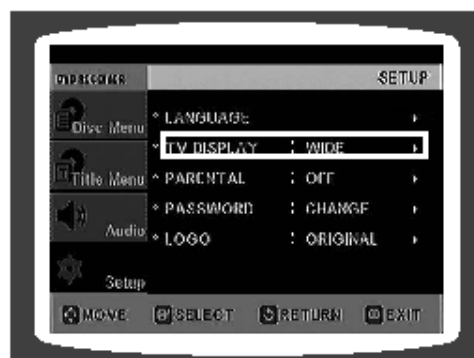 DVD RECEIVER SETUP
Disc Menu
LANGUAGE
TV DISPLAY : WIDE
Title Menu
PARENTAL : OFF
PASSWORD : CHANGE
Audio
LOGO : ORIGINAL
Setup
MOVE SELECT RETURN EXIT